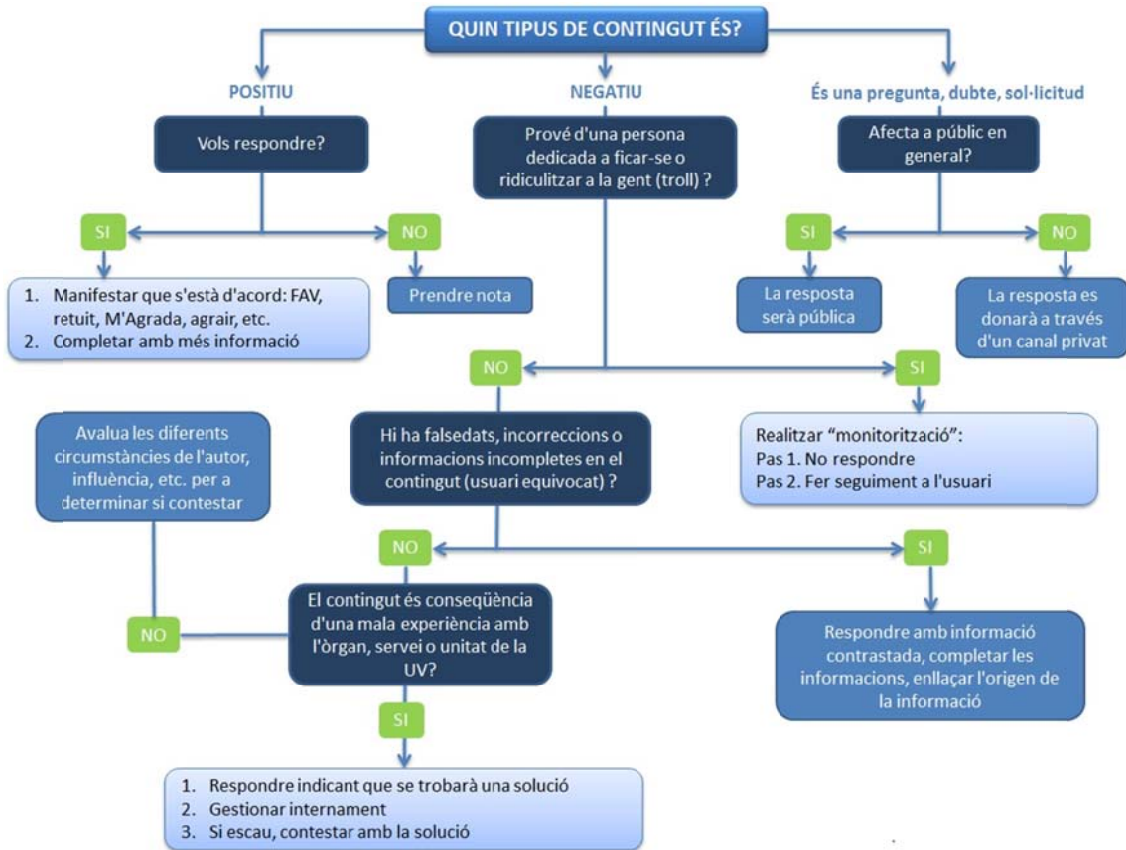 QUIN TIPUS DE CONTINGUT ÉS?
POSITIU
NEGATIU
És una pregunta, dubte, sol·licitud
Vols respondre?
Prové d'una persona
dedicada a ficar-se o
ridiculitzar a la gent (troll) ?
Afecta a públic en
general?
SI
NO
SI
NO
1. Manifestar que s'està d'acord: FAV,
retuit, M'Agrada, agrair, etc.
2. Completar amb més informació
Prendre nota
La resposta
serà pública
La resposta es
donarà a través
d'un canal privat
NO
SI
Avalua les diferents
circumstàncies de l'autor,
influència, etc. per a
determinar si contestar
Hi ha falsedats, incorreccions o
informacions incompletes en el
contingut (usuari equivocat) ?
Realitzar “monitorització”:
Pas 1. No respondre
Pas 2. Fer seguiment a l'usuari
NO
SI
NO
El contingut és conseqüència
d'una mala experiència amb
l'òrgan, servei o unitat de la
UV?
Respondre amb informació
contrastada, completar les
informacions, enllaçar l'origen de
la informació
SI
1. Respondre indicant que se trobarà una solució
2. Gestionar internament
3. Si escau, contestar amb la solució